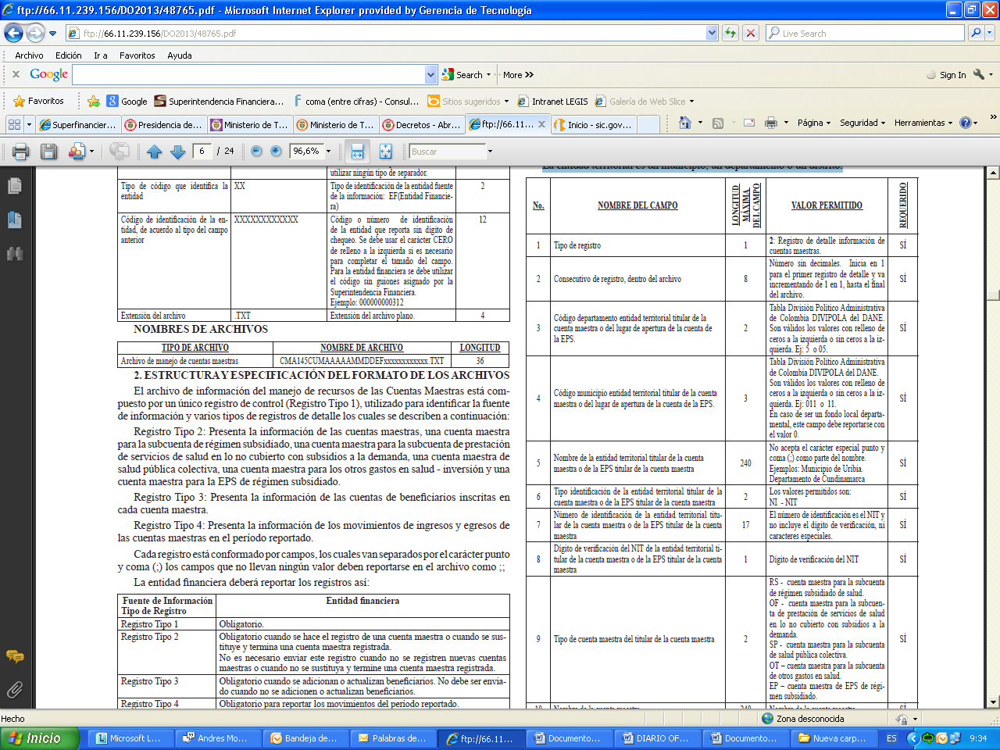 ftp://66.11.239.156/DO2013/48765.pdf - Microsoft Internet Explorer provided by Gerencia de Tecnología
ftp://66.11.239.156/DO2013/48765.pdf
Live Search
Archivo Edición Ir a Favoritos Ayuda
x Google Search More >> Sign In
Favoritos Google Superintendencia Financiera... coma (entre cifras) - Consul... Sitios sugeridos Intranet LEGIS Galería de Web Slice
Superfinancier... Presidencia de... Ministerio de T... Ministerio de T... Decretos - Abr... ftp://66.11.... Inicio - sic.gov... Página Seguridad Herramientas >>
6 / 24 96,6% Buscar
utilizar ningún tipo de separador.
Tipo de código que identifica la
entidad
XX
Tipo de identificación de la entidad fuente
de la información: EF(Entidad Financie-
ra)
2
Código de identificación de la en-
tidad, de acuerdo al tipo del campo
anterior
XXXXXXXXXXXX
Código o número de identificación
de la entidad que reporta sin dígito de
chequeo. Se debe usar el carácter CERO
de relleno a la izquierda si es necesario
para completar el tamaño del campo.
Para la entidad financiera se debe utilizar
el código sin guiones asignado por la
Superintendencia Financiera.
Ejemplo: 000000000312
12
Extensión del archivo
.TXT
Extensión del archivo plano.
4
NOMBRES DE ARCHIVOS
TIPO DE ARCHIVO NOMBRE DE ARCHIVO LONGITUD
Archivo de manejo de cuentas maestras CMA145CUMAAAAAMMDDEFxxxxxxxxxxxx.TXT 36
2. ESTRUCTURA Y ESPECIFICACIÓN DEL FORMATO DE LOS ARCHIVOS
El archivo de información del manejo de recursos de las Cuentas Maestras está com-
puesto por un único registro de control (Registro Tipo 1), utilizado para identificar la fuente
de información y varios tipos de registros de detalle los cuales se describen a continuación:
Registro Tipo 2: Presenta la información de las cuentas maestras, una cuenta maestra
para la subcuenta de régimen subsidiado, una cuenta maestra para la subcuenta de prestación
de servicios de salud en lo no cubierto con subsidios a la demanda, una cuenta maestra de
salud pública colectiva, una cuenta maestra para los otros gastos en salud - inversión y una
cuenta maestra para la EPS de régimen subsidiado.
Registro Tipo 3: Presenta la información de las cuentas de beneficiarios inscritas en
cada cuenta maestra.
Registro Tipo 4: Presenta la información de los movimientos de ingresos y egresos de
las cuentas maestras en el período reportado.
Cada registro está conformado por campos, los cuales van separados por el carácter punto
y coma (;) los campos que no llevan ningún valor deben reportarse en el archivo como ;;
La entidad financiera deberá reportar los registros así:
Fuente de Información
Tipo de Registro
Entidad financiera
Registro Tipo 1 Obligatorio.
Registro Tipo 2
Obligatorio cuando se hace el registro de una cuenta maestra o cuando se sus-
tituye y termina una cuenta maestra registrada.
No es necesario enviar este registro cuando no se registren nuevas cuentas
maestras o cuando no se sustituya y termine una cuenta maestra registrada.
Registro Tipo 3
Obligatorio cuando se adicionan o actualizan beneficiarios. No debe ser envia-
do cuando no se adicionen o actualizan beneficiarios.
Registro Tipo 4 Obligatorio para reportar los movimientos del período reportado.
La entidad territorial es un municipio, un departamento o un distrito.
No. NOMBRE DEL CAMPO LONGITUD MÁXIMA DEL CAMPO VALOR PERMITIDO REQUERIDO
1
Tipo de registro
1
2: Registro de detalle información de
cuentas maestras.
SÍ
2
Consecutivo de registro, dentro del archivo
8
Número sin decimales. Inicia en 1
para el primer registro de detalle y va
incrementando de 1 en 1, hasta el final
del archivo.
SÍ
3
Código departamento entidad territorial titular de la
cuenta maestra o del lugar de apertura de la cuenta de
la EPS.
2
Tabla División Político Administrativa
de Colombia DIVIPOLA del DANE.
Son válidos los valores con relleno de
ceros a la izquierda o sin ceros a la iz-
quierda. Ej: 5 o 05.
SÍ
4
Código municipio entidad territorial titular de la cuenta
maestra o del lugar de apertura de la cuenta de la EPS.
3
Tabla División Político Administrativa
de Colombia DIVIPOLA del DANE.
Son válidos los valores con relleno de
ceros a la izquierda o sin ceros a la iz-
quierda. Ej: 011 o 11.
En caso de ser un fondo local departa-
mental, este campo debe reportarse con
el valor 0.
SÍ
5
Nombre de la entidad territorial titular de la cuenta
maestra o de la EPS titular de la cuenta maestra
240
No acepta el carácter especial punto y
coma (;) como parte del nombre.
Ejemplos: Municipio de Uribia.
Departamento de Cundinamarca
SÍ
6
Tipo identificación de la entidad territorial titular de la
cuenta maestra o de la EPS titular de la cuenta maestra
2
Los valores permitidos son:
NI - NIT
SÍ
7
Número de identificación de la entidad territorial titu-
lar de la cuenta maestra o de la EPS titular de la cuenta
maestra
17
El número de identificación es el NIT y
no incluye el dígito de verificación, ni
caracteres especiales.
SÍ
8
Dígito de verificación del NIT de la entidad territorial ti-
tular de la cuenta maestra o de la EPS titular de la cuenta
maestra
1
Dígito de verificación del NIT
SÍ
9
Tipo de cuenta maestra del titular de la cuenta maestra
2
RS - cuenta maestra para la subcuenta
de régimen subsidiado de salud.
OF - cuenta maestra para la subcuen-
ta de prestación de servicios de salud
en lo no cubierto con subsidios a la
demanda.
SP - cuenta maestra para la subcuenta
de salud pública colectiva.
OT – cuenta maestra para la subcuenta
de otros gastos en salud.
EP – cuenta maestra de EPS de régi-
men subsidiado.
SÍ
10 Nombre de la cuenta maestra 240 Nombre de la cuenta maestra SÍ
Hecho Zona desconocida
Inicio Microsoft L... Andres Mo... Bandeja de... Palabras de... ftp://66.11.... Documento... DIARIO OF... Documento... Nueva carp... ES 9:34